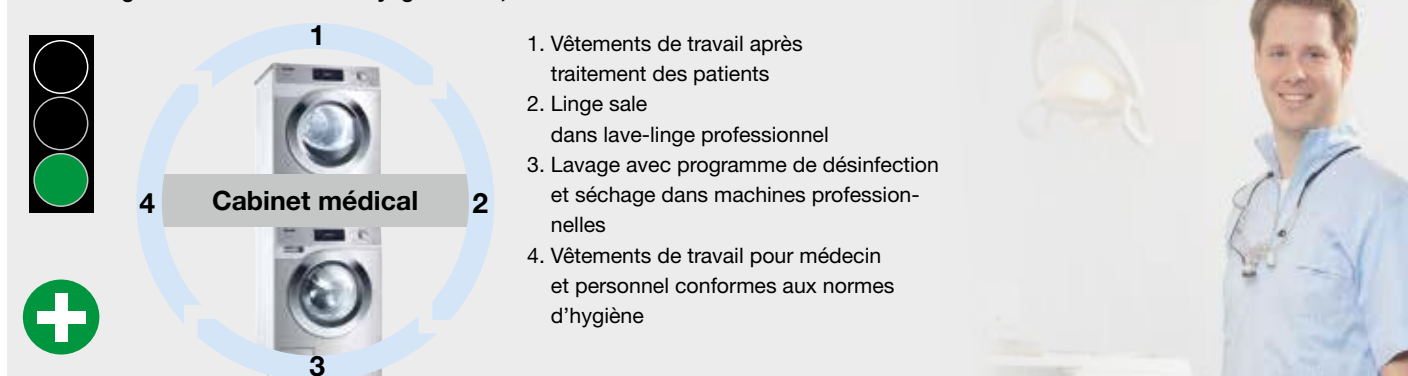 1
4
Cabinet médical
2
3
1. Vêtements de travail après
traitement des patients
2. Linge sale
dans lave-linge professionnel
3. Lavage avec programme de désinfection
et séchage dans machines profession-
nelles
4. Vêtements de travail pour médecin
et personnel conformes aux normes
d’hygiène